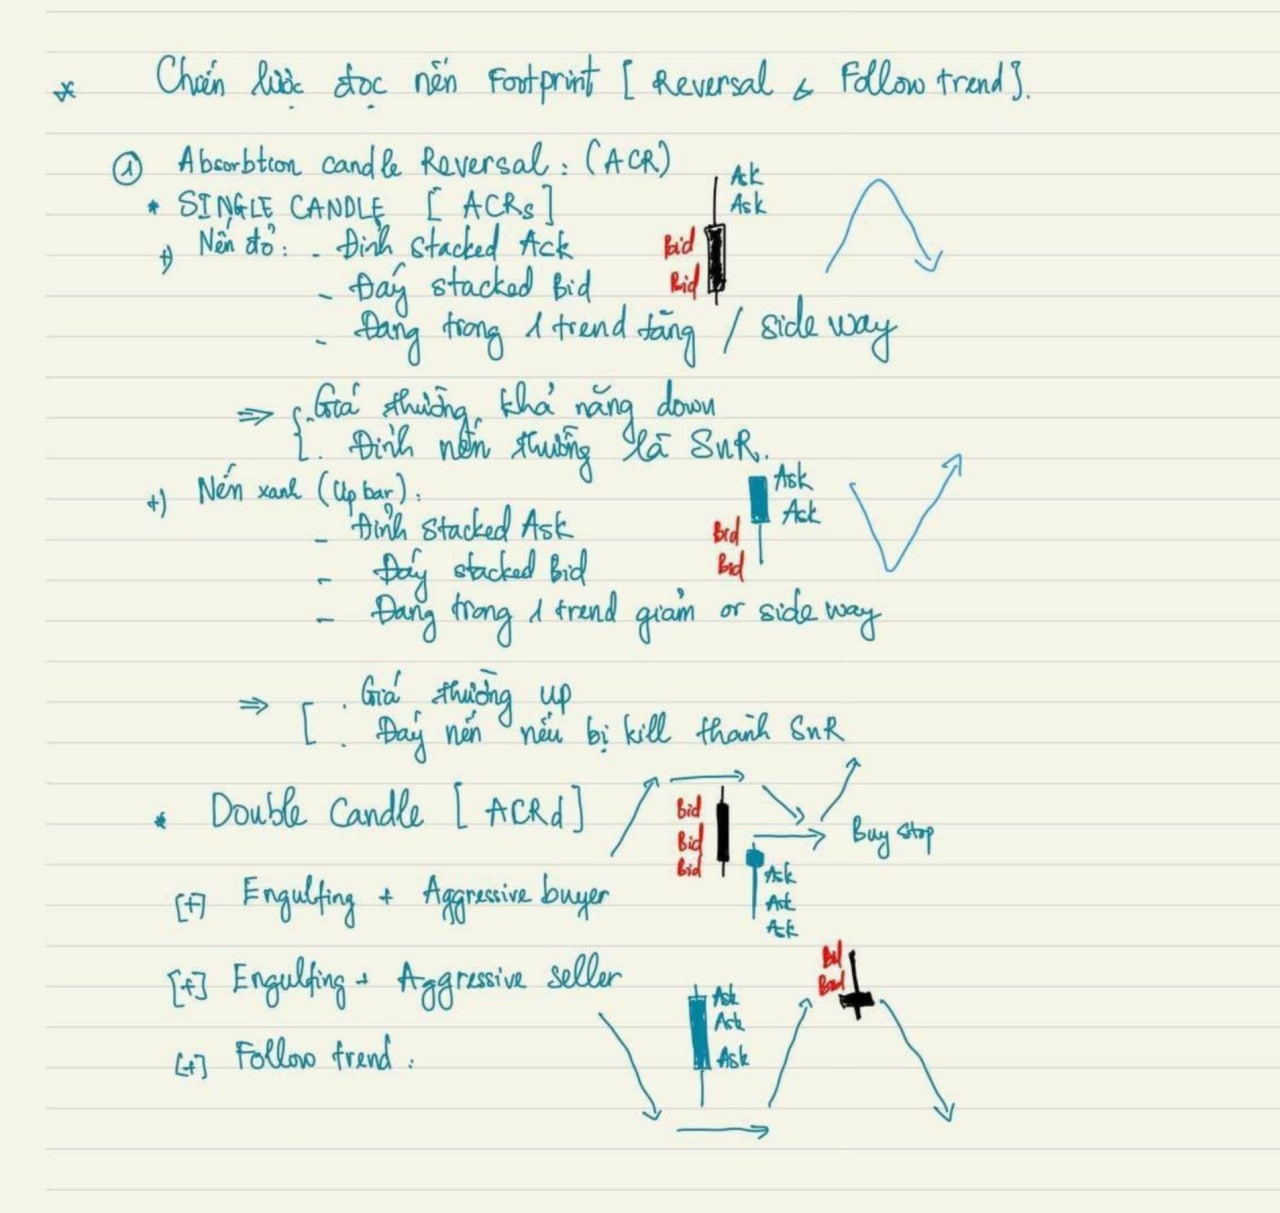 * Chiến lược đọc nến Footprint [ Reversal & Follow trend ].
① Absorbtion candle Reversal : (ACR)
* SINGLE CANDLE [ ACRs ]
Ask
Ask
+) Nến đỏ : - Đỉnh stacked Ack
Bid
- Đáy stacked Bid
Bid
- Đang trong 1 trend tăng / side way
⇒ { . Giá thường khả năng down
. Đỉnh nến thường là SnR.
+) Nến xanh (Up bar) :
Ask
Ask
- Đỉnh Stacked Ask
Bid
- Đáy stacked Bid
Bid
- Đang trong 1 trend giảm or side way
⇒ [ . Giá thường up
. Đáy nến nếu bị kill thành SnR
* Double Candle [ ACRd ]
Bid
Bid
Bid
Buy stop
Ask
Ask
Ask
[+] Engulfing + Aggressive buyer
[+] Engulfing + Aggressive seller
Bid
Bid
Ask
Ask
Ask
[+] Follow trend :